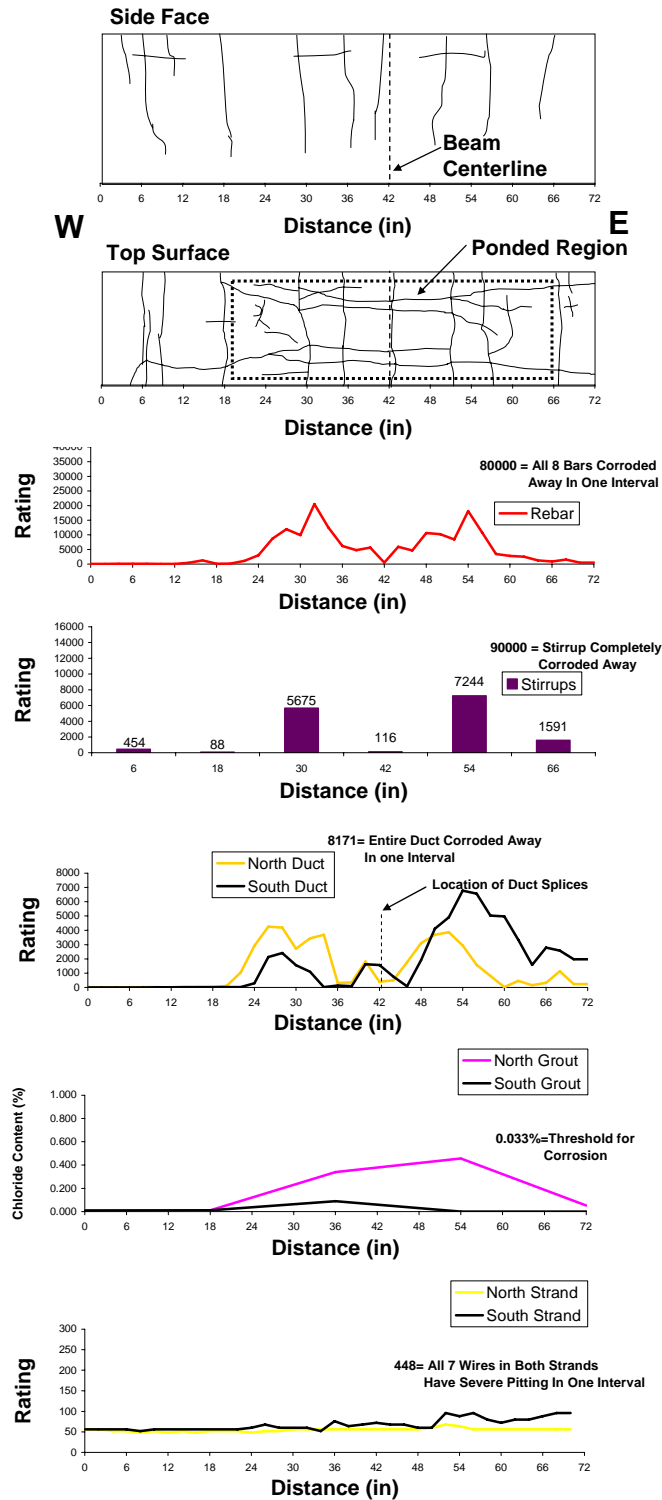 Side Face
Beam
Centerline
0 6 12 18 24 30 36 42 48 54 60 66 72
Distance (in)
W
E
Top Surface
Ponded Region
0 6 12 18 24 30 36 42 48 54 60 66 72
Distance (in)
80000 = All 8 Bars Corroded
Away In One Interval
Rebar
Rating
40000
35000
30000
25000
20000
15000
10000
5000
0
0 6 12 18 24 30 36 42 48 54 60 66 72
Distance (in)
90000 = Stirrup Completely
Corroded Away
Stirrups
Rating
16000
14000
12000
10000
8000
6000
4000
2000
0
454
88
5675
116
7244
1591
6 18 30 42 54 66
Distance (in)
8171= Entire Duct Corroded Away
In one Interval
North Duct
South Duct
Location of Duct Splices
Rating
8000
7000
6000
5000
4000
3000
2000
1000
0
0 6 12 18 24 30 36 42 48 54 60 66 72
Distance (in)
North Grout
South Grout
0.033%=Threshold for
Corrosion
Chloride Content (%)
1.000
0.800
0.600
0.400
0.200
0.000
0 6 12 18 24 30 36 42 48 54 60 66 72
Distance (in)
North Strand
South Strand
448= All 7 Wires in Both Strands
Have Severe Pitting In One Interval
Rating
300
250
200
150
100
50
0
0 6 12 18 24 30 36 42 48 54 60 66 72
Distance (in)